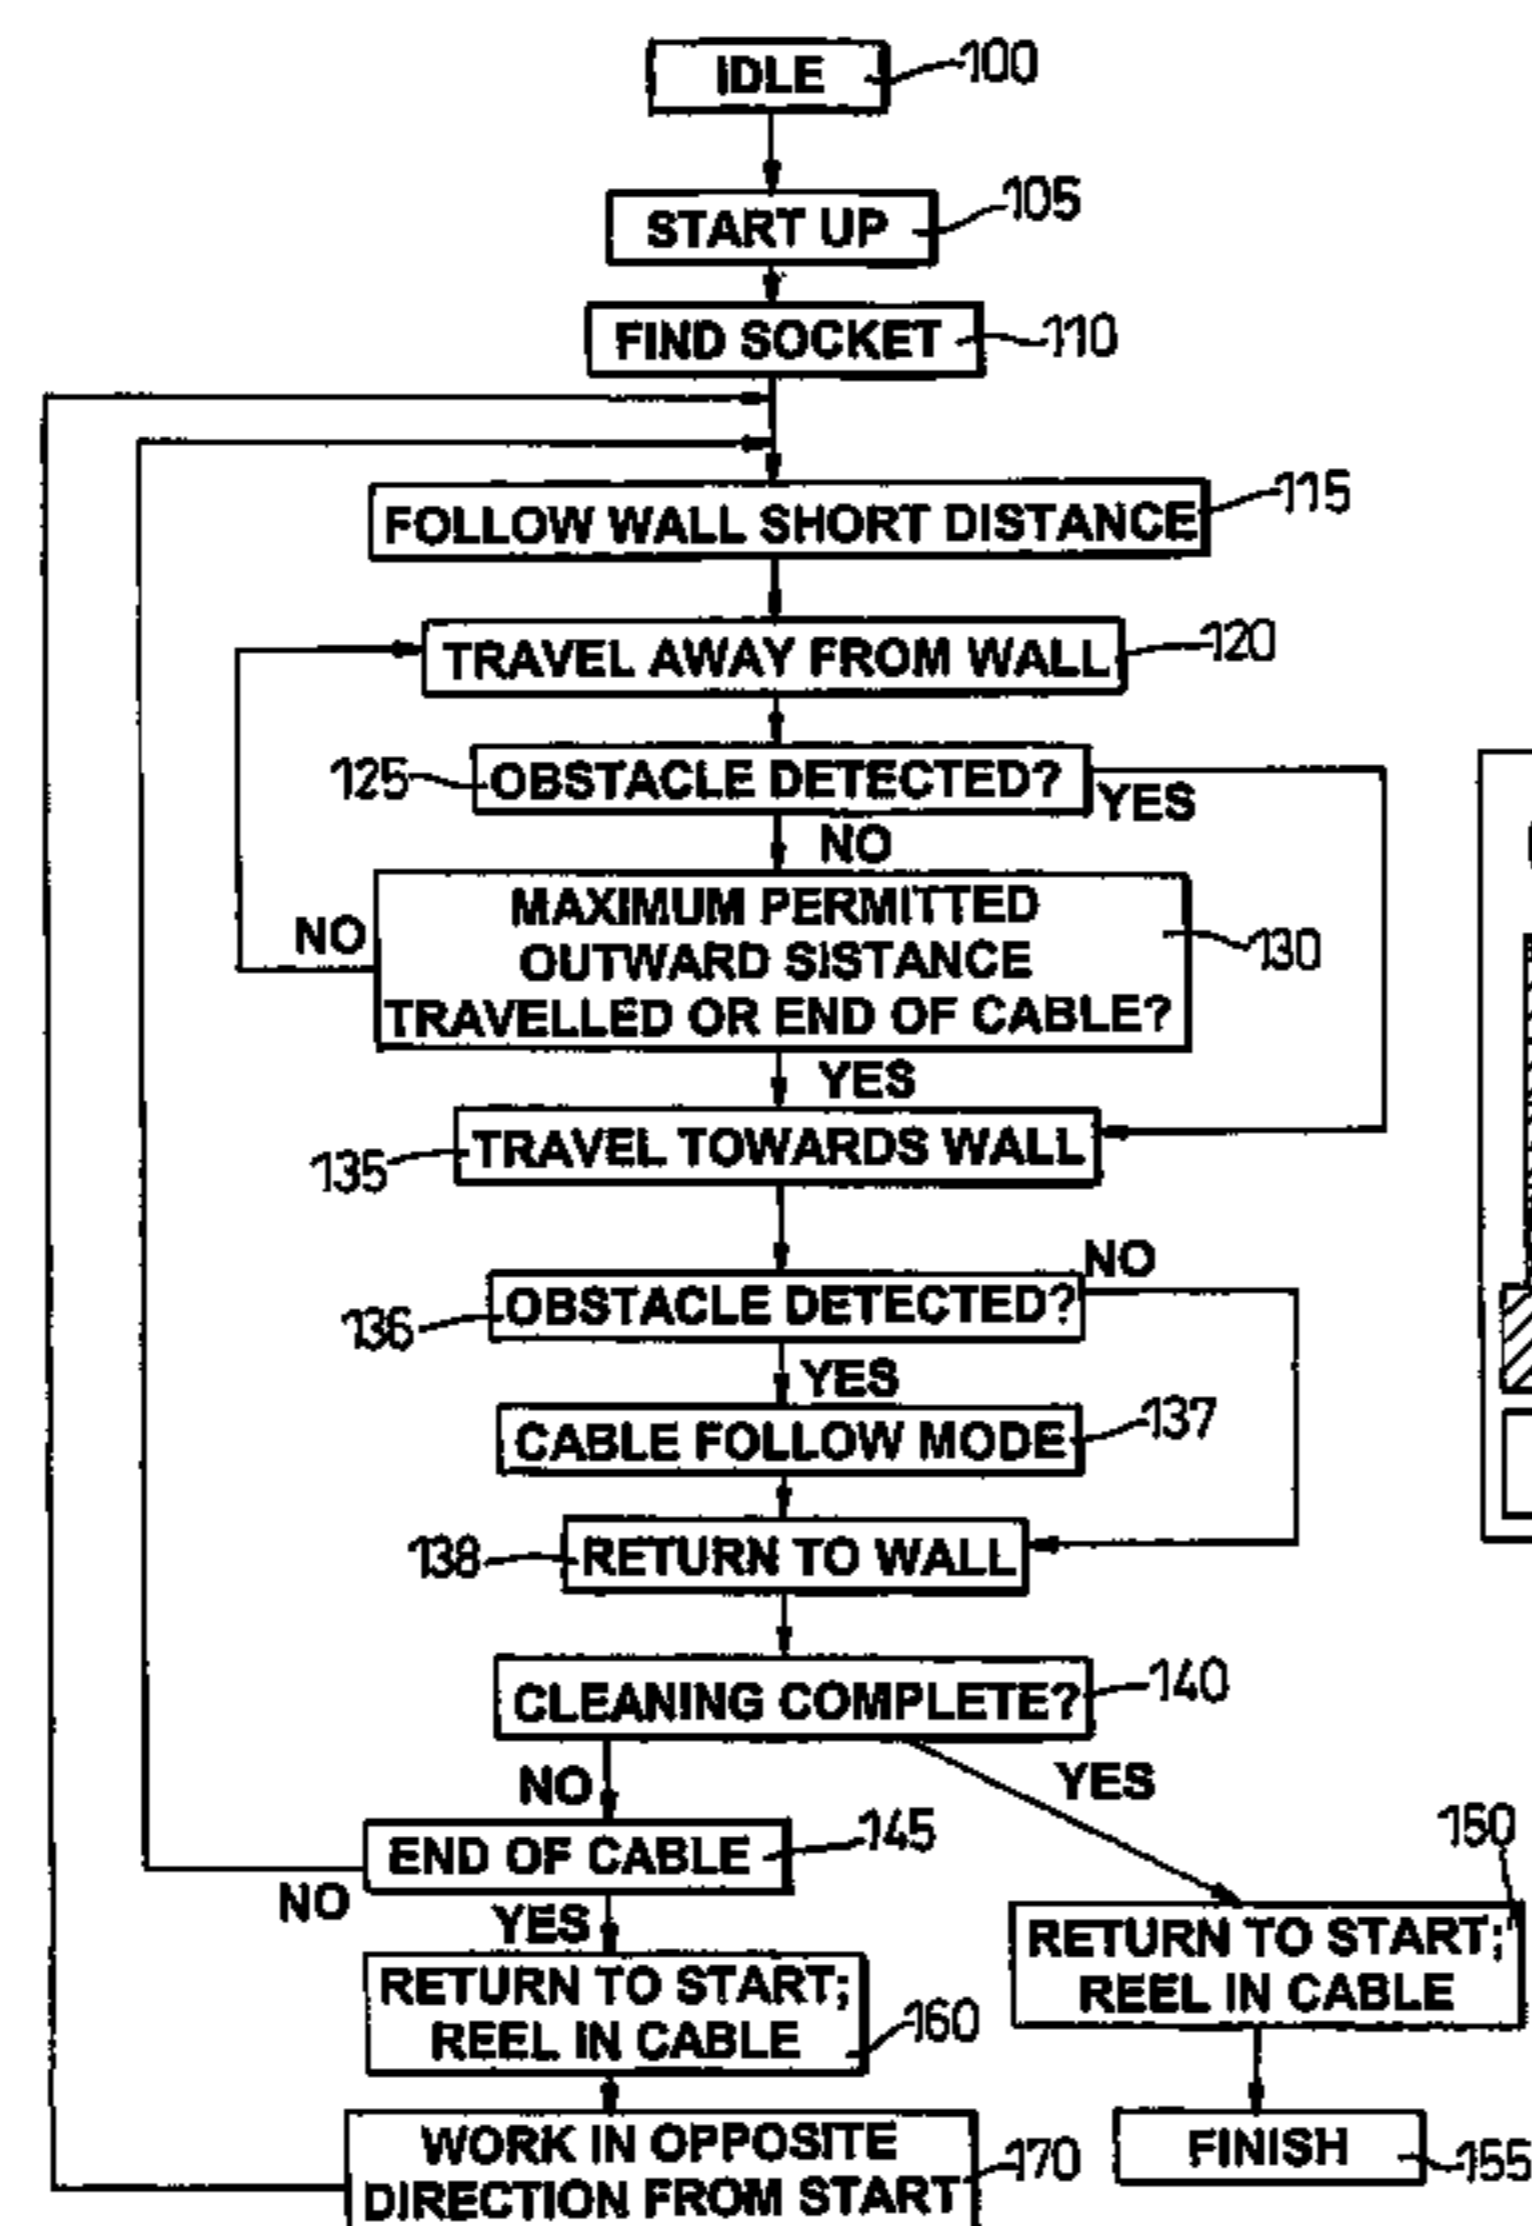 IDLE
100
START UP
105
FIND SOCKET
110
FOLLOW WALL SHORT DISTANCE
115
TRAVEL AWAY FROM WALL
120
125
OBSTACLE DETECTED?
YES
NO
MAXIMUM PERMITTED
OUTWARD SISTANCE
TRAVELLED OR END OF CABLE?
NO
130
YES
TRAVEL TOWARDS WALL
135
NO
OBSTACLE DETECTED?
136
YES
CABLE FOLLOW MODE
137
138
RETURN TO WALL
CLEANING COMPLETE?
140
NO
YES
END OF CABLE
145
NO
YES
150
RETURN TO START;
REEL IN CABLE
RETURN TO START;
REEL IN CABLE
160
WORK IN OPPOSITE
DIRECTION FROM START
170
FINISH
155